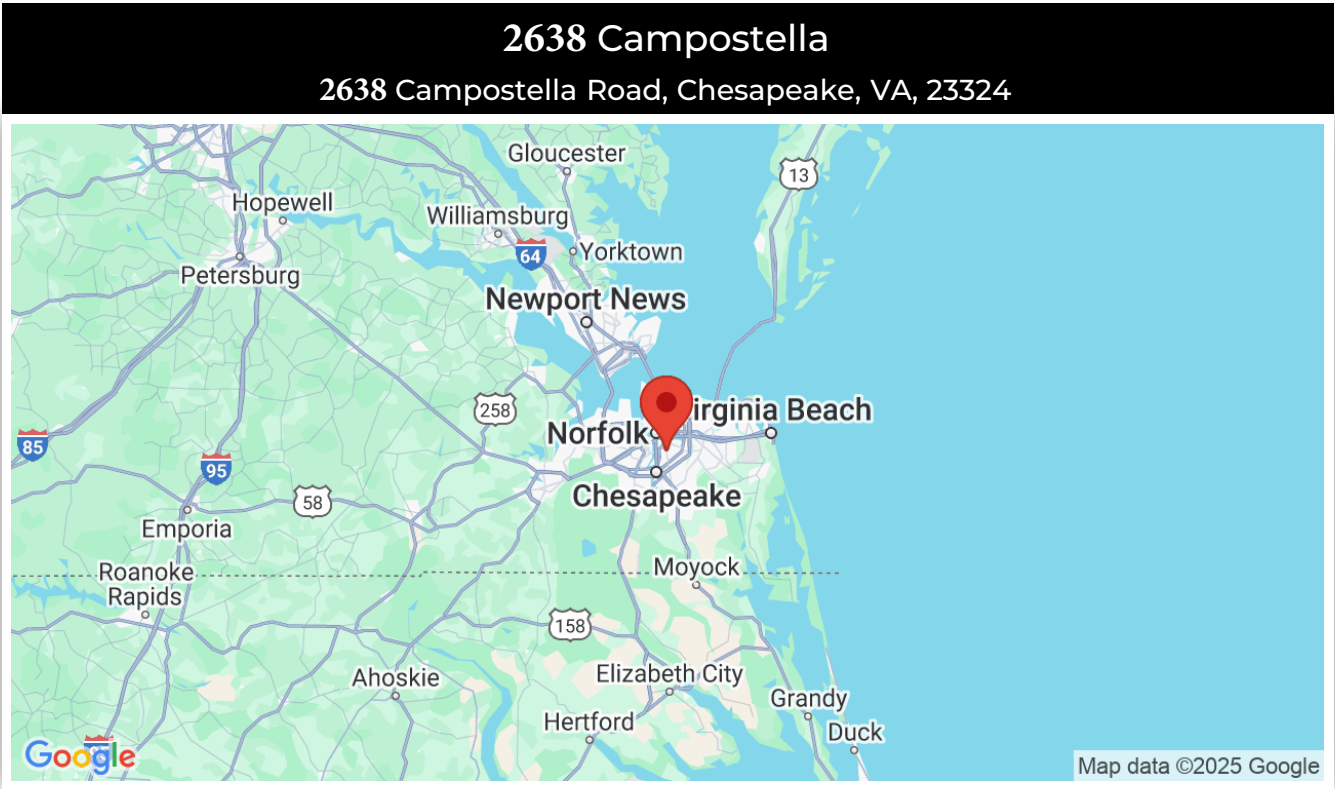 2638 Campostella
2638 Campostella Road, Chesapeake, VA, 23324
Gloucester
13
Hopewell
Williamsburg
64
Yorktown
Petersburg
Newport News
258
irginia Beach
Norfolk
85
95
Chesapeake
58
Emporia
Moyock
Roanoke
Rapids
158
Ahoskie
Elizabeth City
Grandy
Hertford
Duck
Google
Map data ©2025 Google